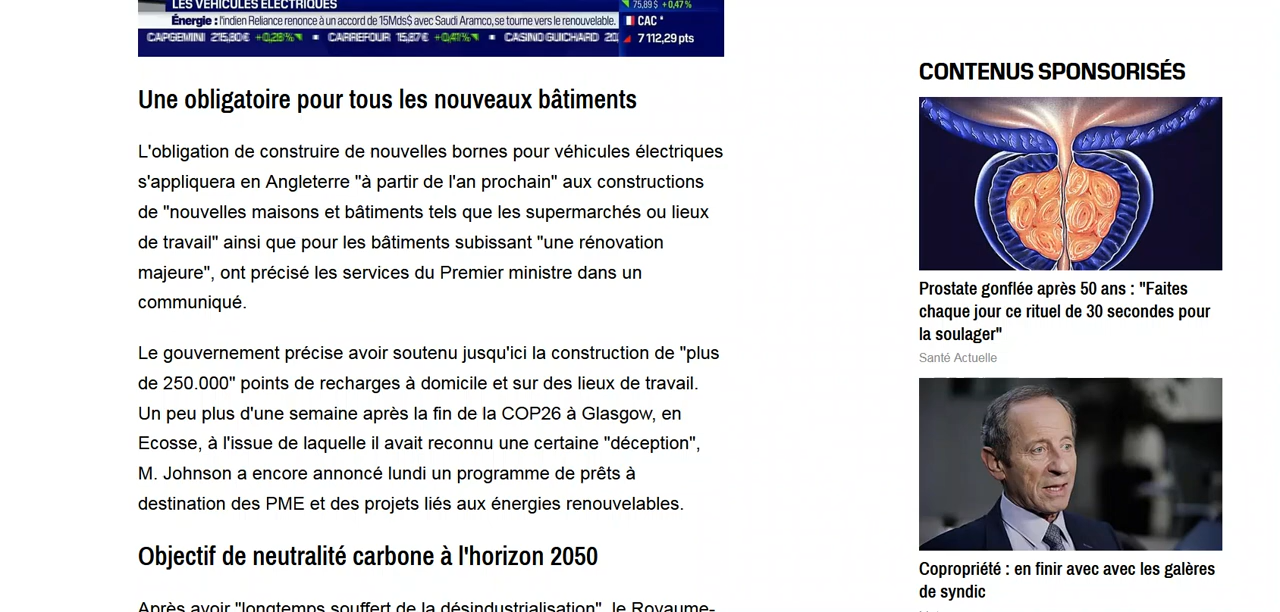 LES VÉHICULES ÉLECTRIQUES
75,89$ +0,47%
Énergie : l'indien Reliance renonce à un accord de 15Mds$ avec Saudi Aramco, se tourne vers le renouvelable.
CAC *
CAPGEMINI 215,80€ +0,28% CARREFOUR 15,87€ +0,41% CASINO GUICHARD
7 112,29 pts
Une obligatoire pour tous les nouveaux bâtiments
L'obligation de construire de nouvelles bornes pour véhicules électriques
s'appliquera en Angleterre "à partir de l'an prochain" aux constructions
de "nouvelles maisons et bâtiments tels que les supermarchés ou lieux
de travail" ainsi que pour les bâtiments subissant "une rénovation
majeure", ont précisé les services du Premier ministre dans un
communiqué.
Le gouvernement précise avoir soutenu jusqu'ici la construction de "plus
de 250.000" points de recharges à domicile et sur des lieux de travail.
Un peu plus d'une semaine après la fin de la COP26 à Glasgow, en
Ecosse, à l'issue de laquelle il avait reconnu une certaine "déception",
M. Johnson a encore annoncé lundi un programme de prêts à
destination des PME et des projets liés aux énergies renouvelables.
Objectif de neutralité carbone à l'horizon 2050
Après avoir "longtemps souffert de la désindustrialisation", le Royaume-
CONTENUS SPONSORISÉS
Prostate gonflée après 50 ans : "Faites
chaque jour ce rituel de 30 secondes pour
la soulager"
Santé Actuelle
Copropriété : en finir avec avec les galères
de syndic